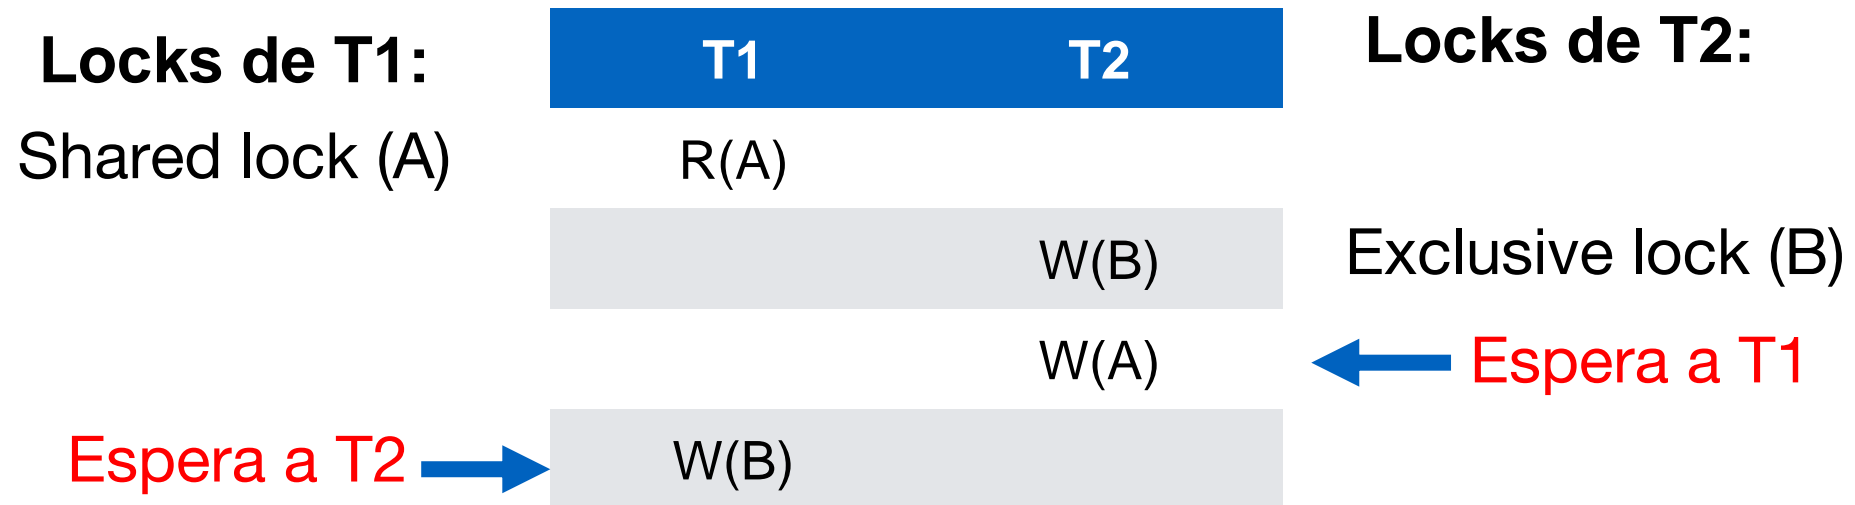 Locks de T1:
T1
T2
Locks de T2:
Shared lock (A)
R(A)
W(B)
Exclusive lock (B)
W(A)
Espera a T1
Espera a T2
W(B)